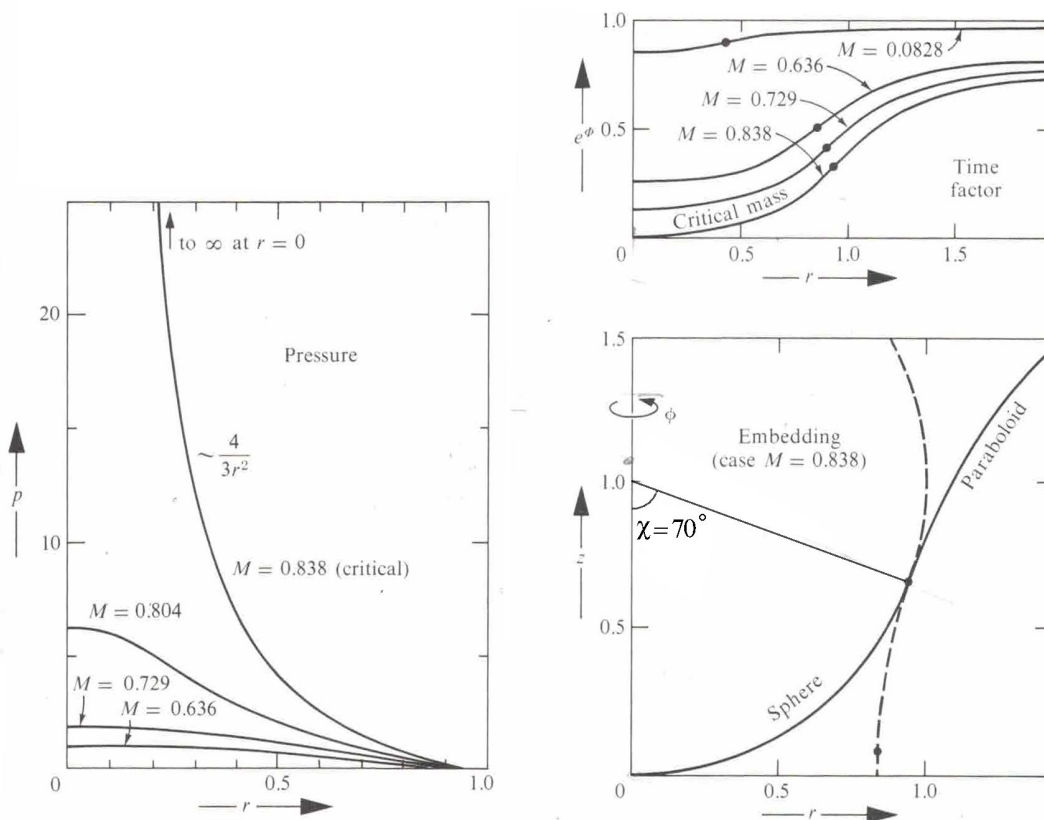 to ∞ at r = 0
20
Pressure
p
~ 4/3r²
10
M = 0.838 (critical)
M = 0.804
M = 0.729
M = 0.636
0
0.5
1.0
r
1.0
M = 0.0828
M = 0.636
e^Φ
M = 0.729
0.5
M = 0.838
Time
factor
Critical mass
0
0.5
1.0
1.5
r
1.5
ϕ
Embedding
(case M = 0.838)
Paraboloid
1.0
χ=70°
z
0.5
Sphere
0
0.5
1.0
r